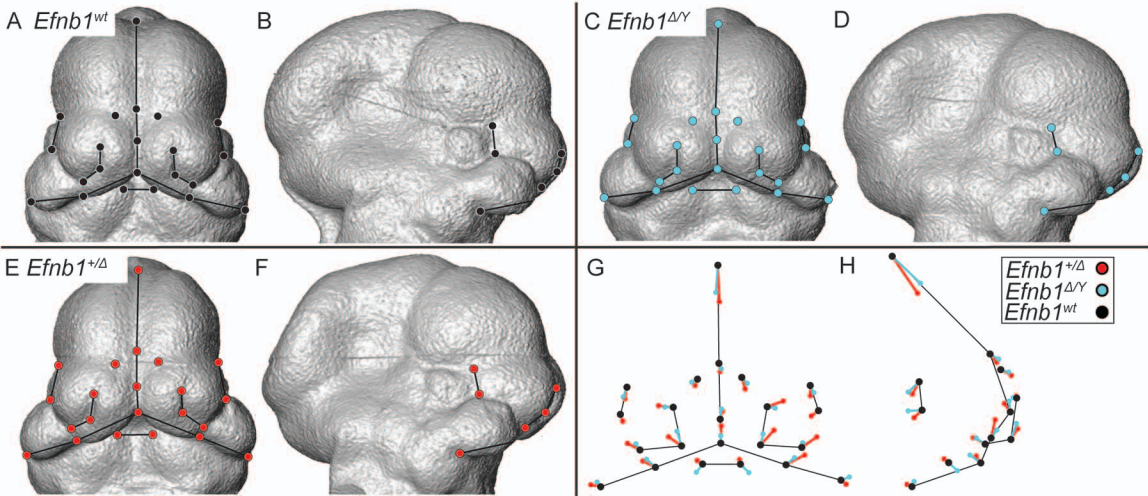 A Efnb1wt
B
C Efnb1Δ/Y
D
E Efnb1+/Δ
F
G
H
Efnb1+/Δ
Efnb1Δ/Y
Efnb1wt